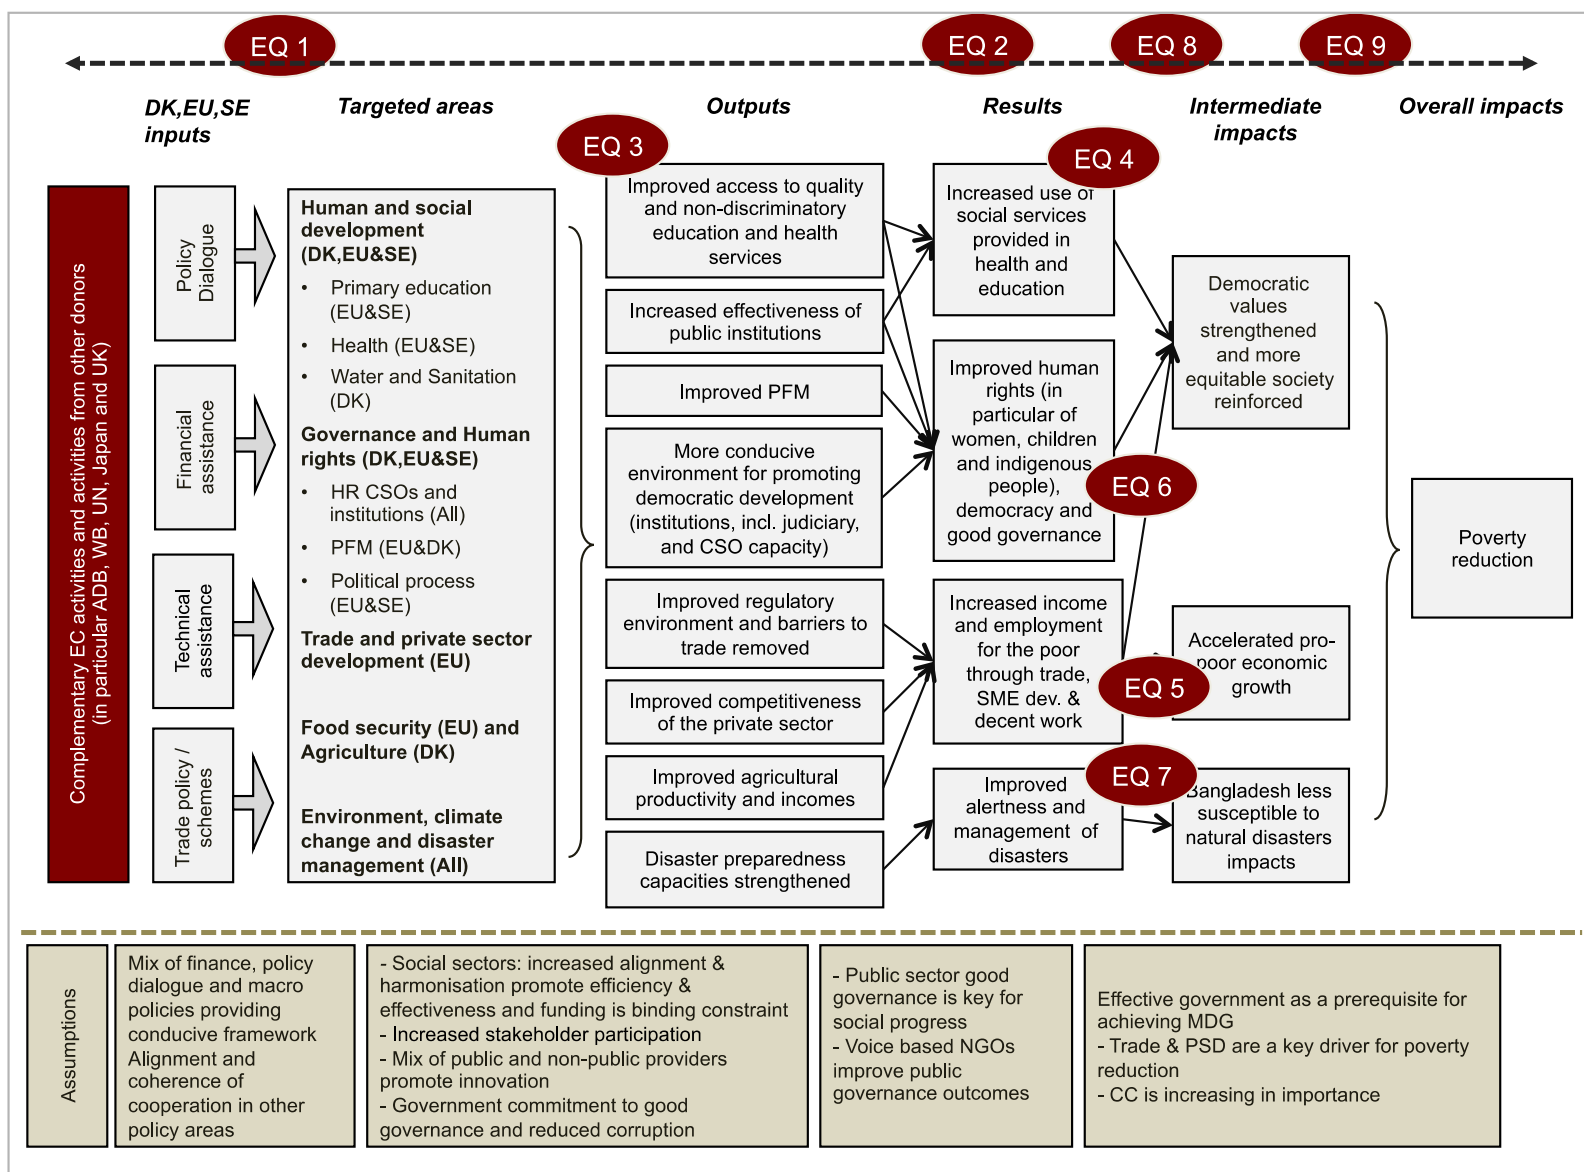 EQ 1
EQ 2
EQ 8
EQ 9
DK,EU,SE
inputs
Targeted areas
Outputs
Results
Intermediate
impacts
Overall impacts
EQ 3
EQ 4
Complementary EC activities and activities from other donors
(in particular ADB, WB, UN, Japan and UK)
Policy
Dialogue
Financial
assistance
Technical
assistance
Trade policy /
schemes
Human and social
development
(DK,EU&SE)
• Primary education
(EU&SE)
• Health (EU&SE)
• Water and Sanitation
(DK)
Governance and Human
rights (DK,EU&SE)
• HR CSOs and
institutions (All)
• PFM (EU&DK)
• Political process
(EU&SE)
Trade and private sector
development (EU)
Food security (EU) and
Agriculture (DK)
Environment, climate
change and disaster
management (All)
Improved access to quality
and non-discriminatory
education and health
services
Increased effectiveness of
public institutions
Improved PFM
More conducive
environment for promoting
democratic development
(institutions, incl. judiciary,
and CSO capacity)
Improved regulatory
environment and barriers to
trade removed
Improved competitiveness
of the private sector
Improved agricultural
productivity and incomes
Disaster preparedness
capacities strengthened
Increased use of
social services
provided in
health and
education
Improved human
rights (in
particular of
women, children
and indigenous
people),
democracy and
good governance
EQ 6
Increased income
and employment
for the poor
through trade,
SME dev. &
decent work
EQ 5
Improved
alertness and
management of
disasters
EQ 7
Democratic
values
strengthened
and more
equitable society
reinforced
Accelerated pro-
poor economic
growth
Bangladesh less
susceptible to
natural disasters
impacts
Poverty
reduction
Assumptions
Mix of finance, policy
dialogue and macro
policies providing
conducive framework
Alignment and
coherence of
cooperation in other
policy areas
- Social sectors: increased alignment &
harmonisation promote efficiency &
effectiveness and funding is binding constraint
- Increased stakeholder participation
- Mix of public and non-public providers
promote innovation
- Government commitment to good
governance and reduced corruption
- Public sector good
governance is key for
social progress
- Voice based NGOs
improve public
governance outcomes
Effective government as a prerequisite for
achieving MDG
- Trade & PSD are a key driver for poverty
reduction
- CC is increasing in importance